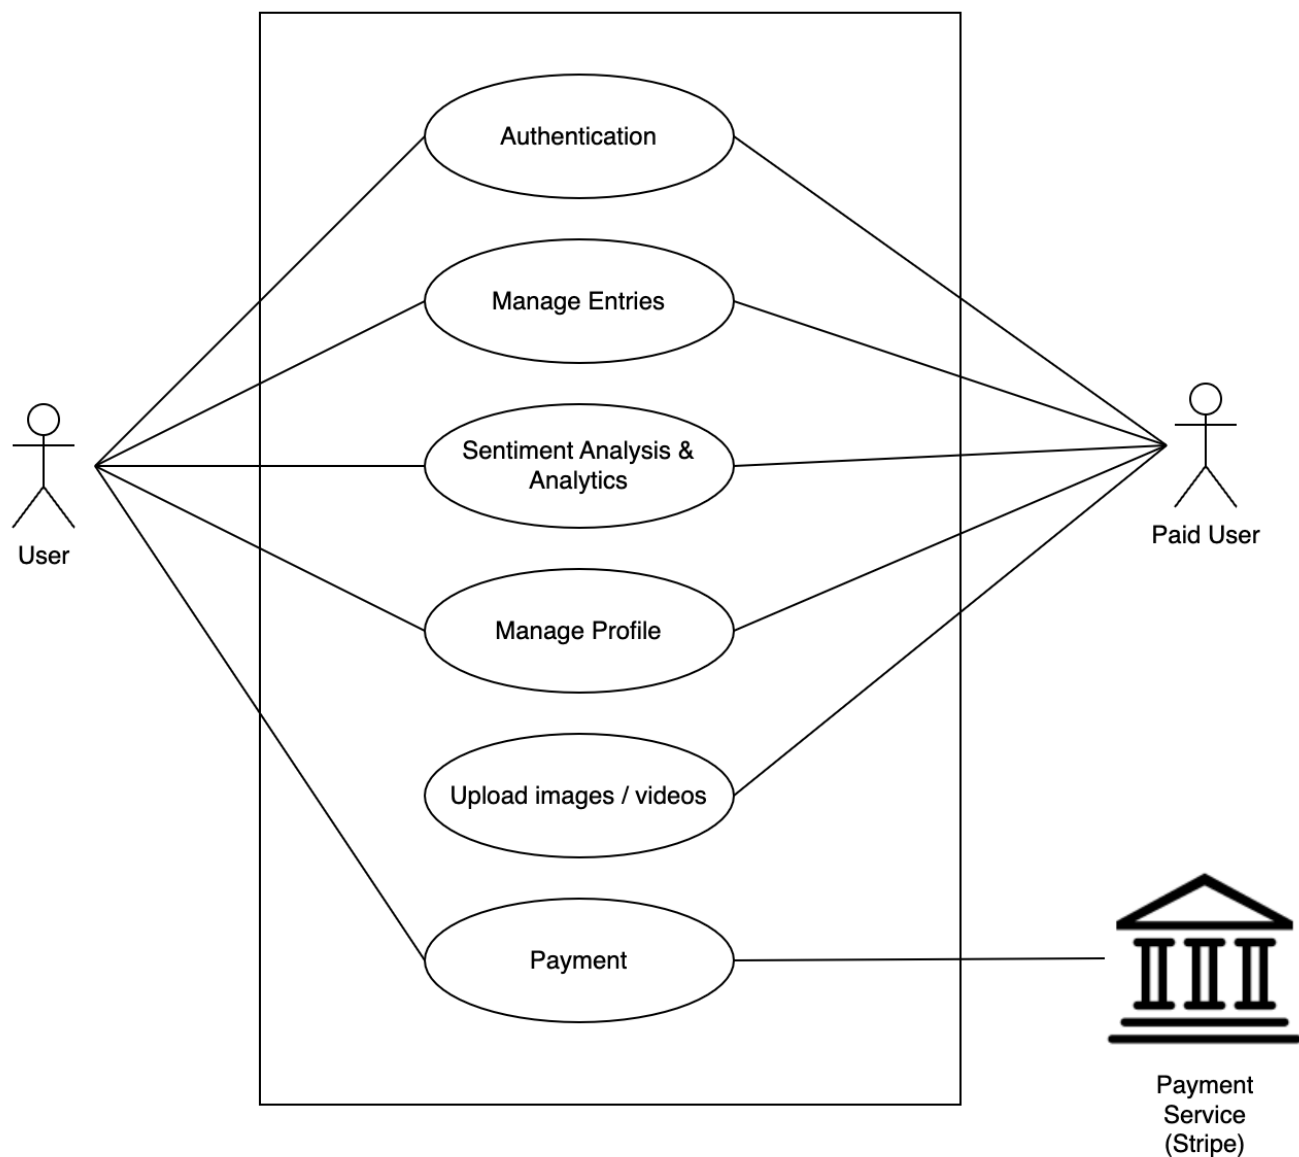 Authentication
Manage Entries
Sentiment Analysis &
Analytics
User
Paid User
Manage Profile
Upload images / videos
Payment
Payment
Service
(Stripe)